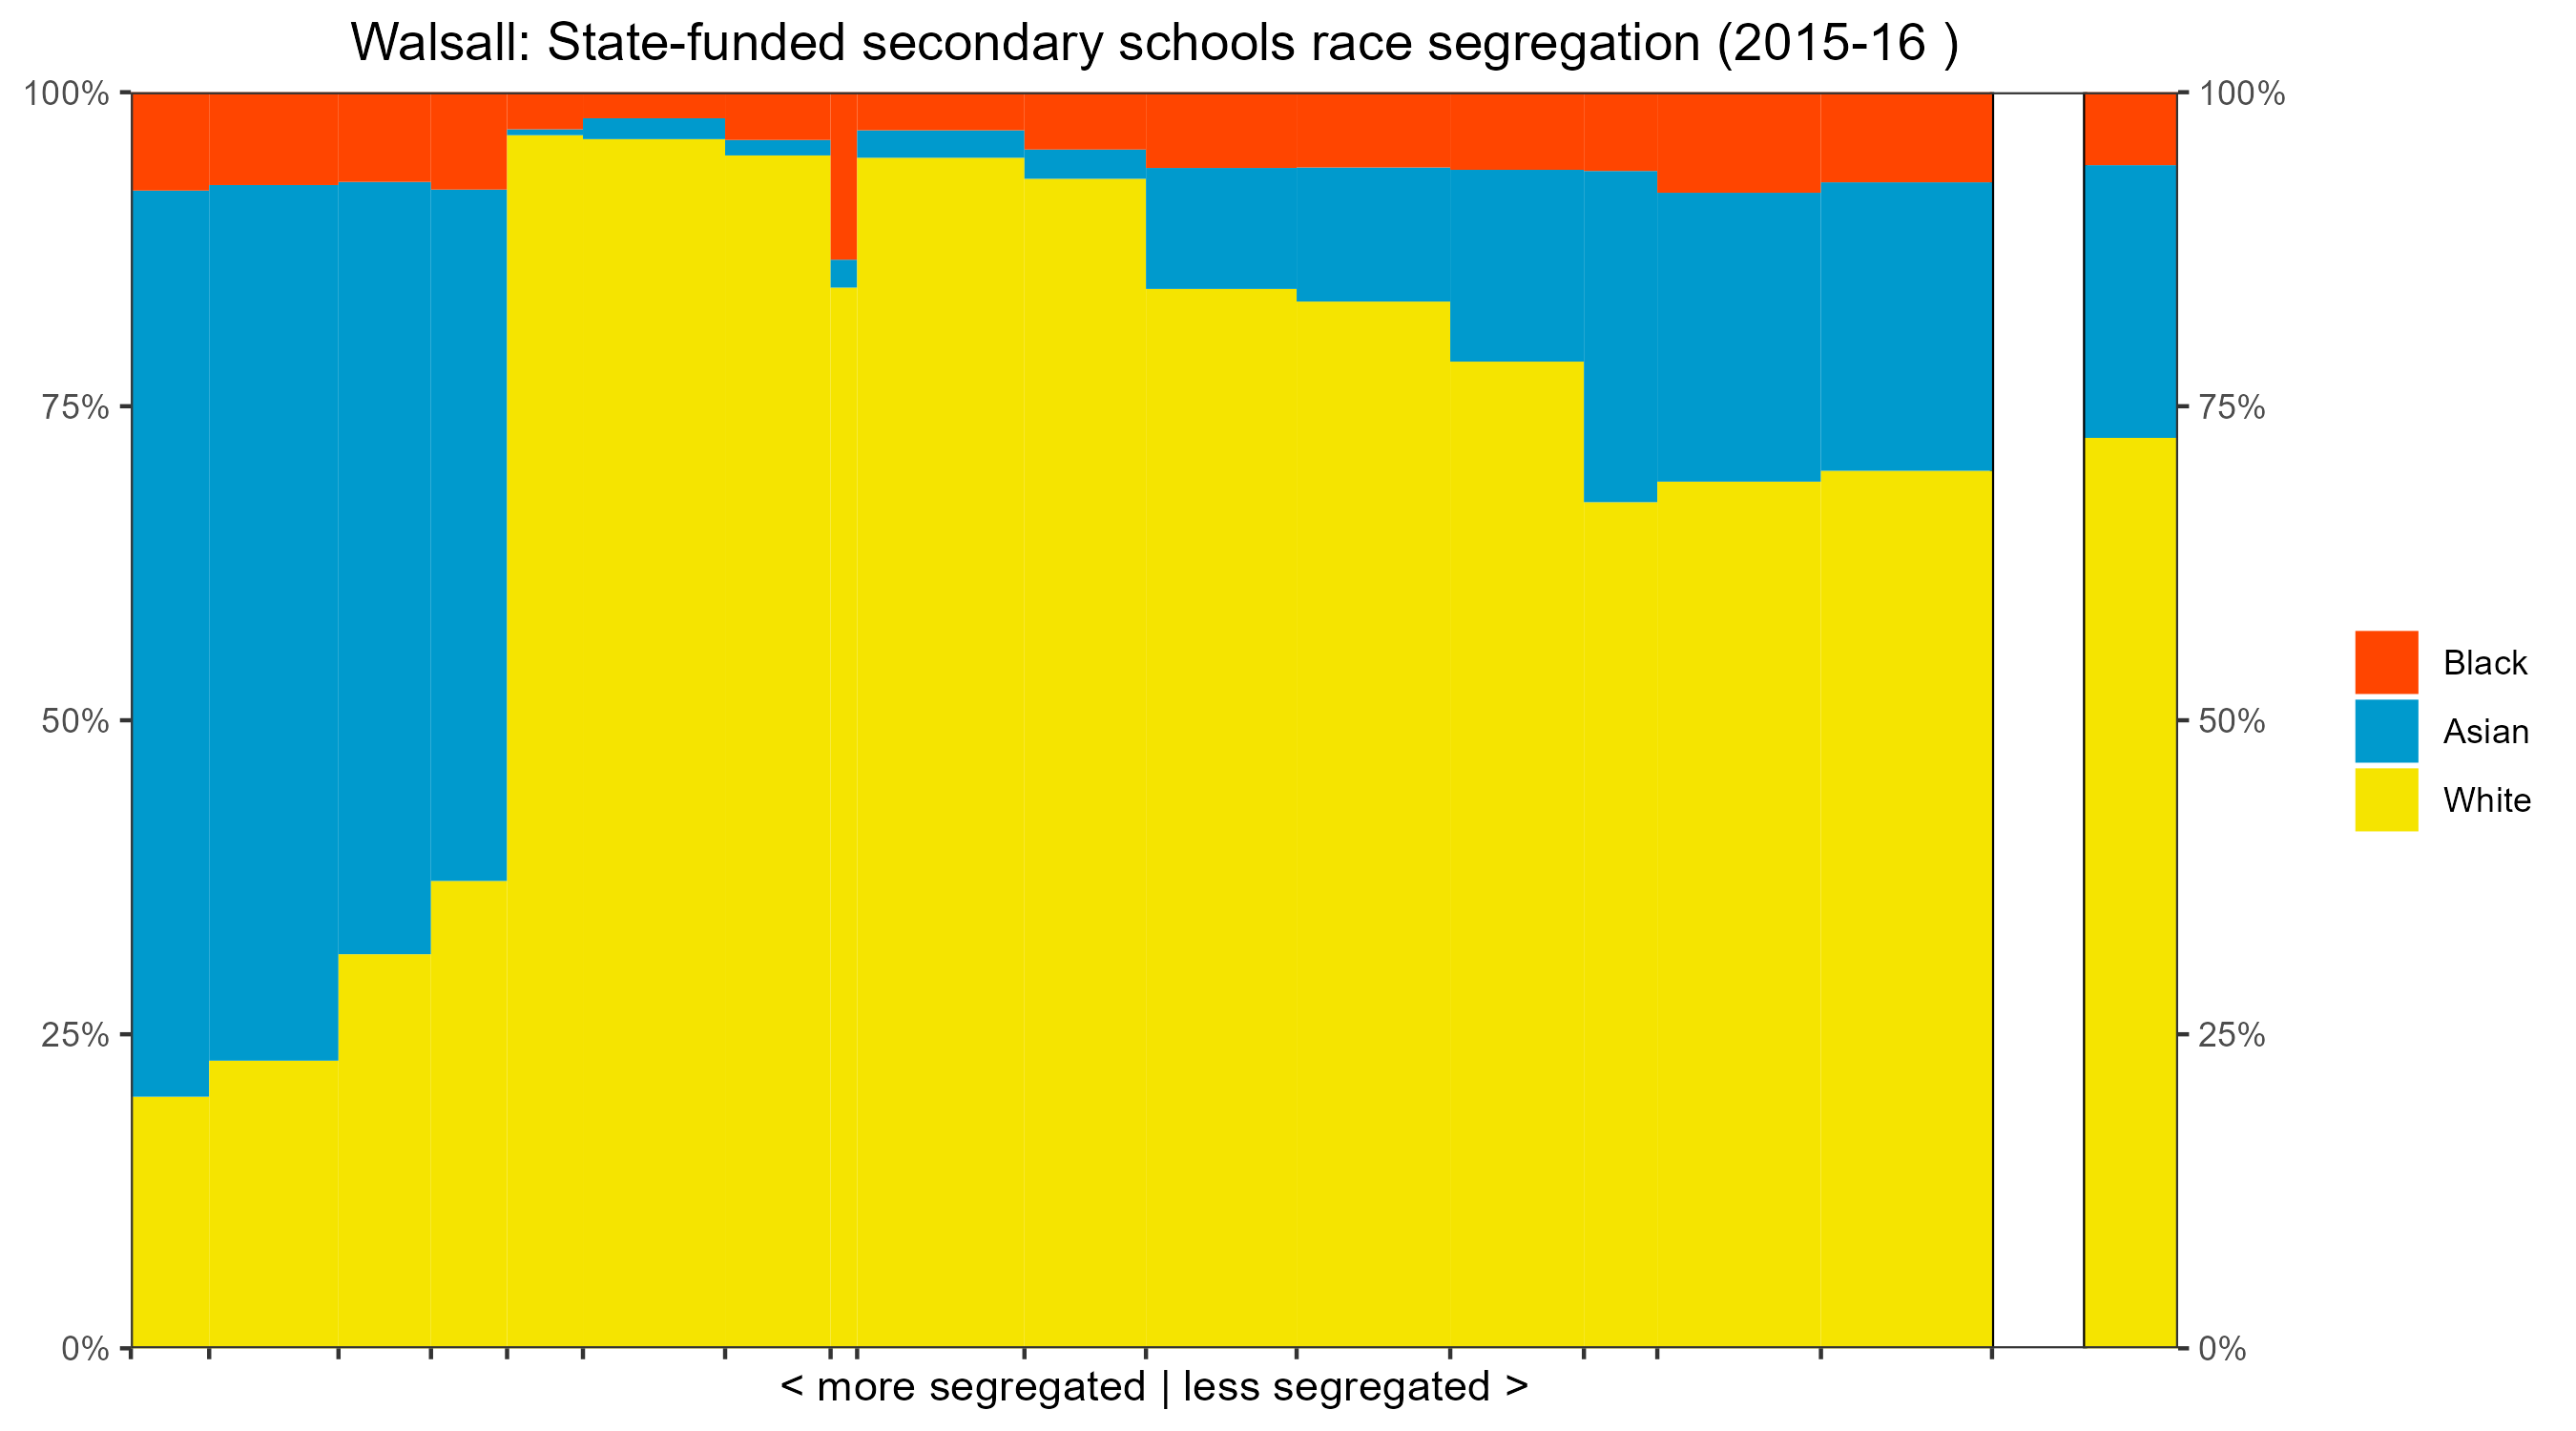 Walsall: State-funded secondary schools race segregation (2015-16 )
100%
75%
50%
25%
0%
100%
75%
50%
25%
0%
Black
Asian
White
< more segregated | less segregated >